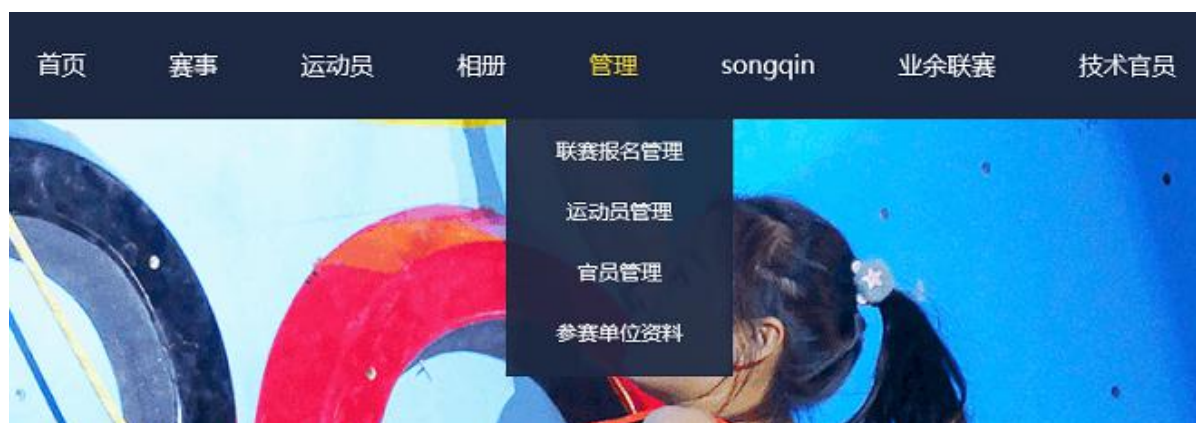 首页 赛事 运动员 相册 管理 songqin 业余联赛 技术官员
联赛报名管理
运动员管理
官员管理
参赛单位资料